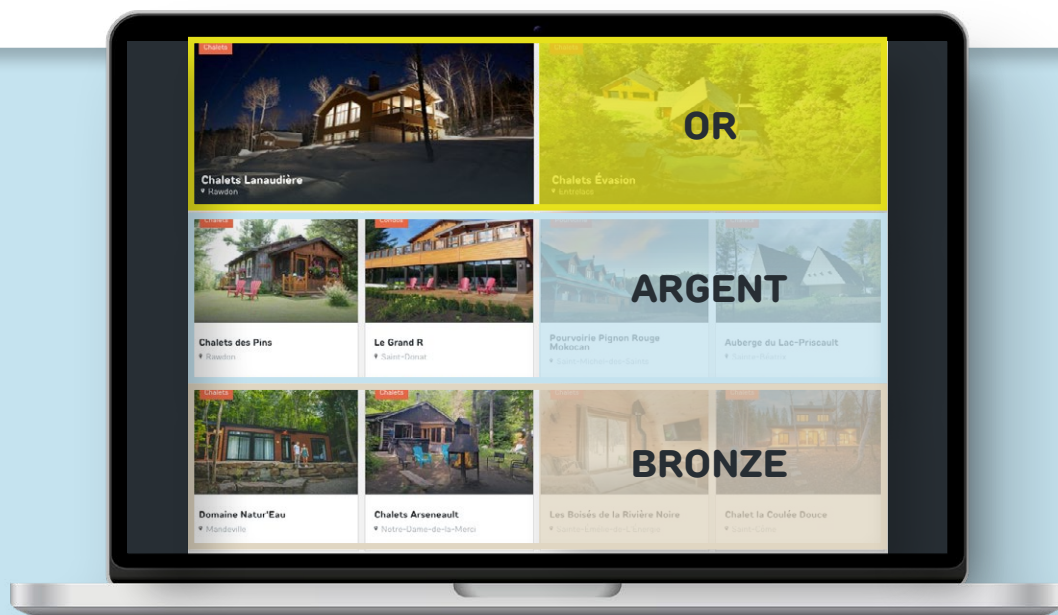 Chalets
Chalets Lanaudière
Rawdon
OR
Chalets Évasion
Entrelacs
Chalets
Chalets des Pins
Rawdon
Le Grand R
Saint-Donat
ARGENT
Pourvoirie Pignon Rouge
Mokocan
Auberge du Lac-Priscault
Chalets
Domaine Natur'Eau
Mandeville
Chalets
Chalets Arseneault
Notre-Dame-de-la-Merci
BRONZE
Les Boisés de la Rivière Noire
Chalet la Coulée Douce